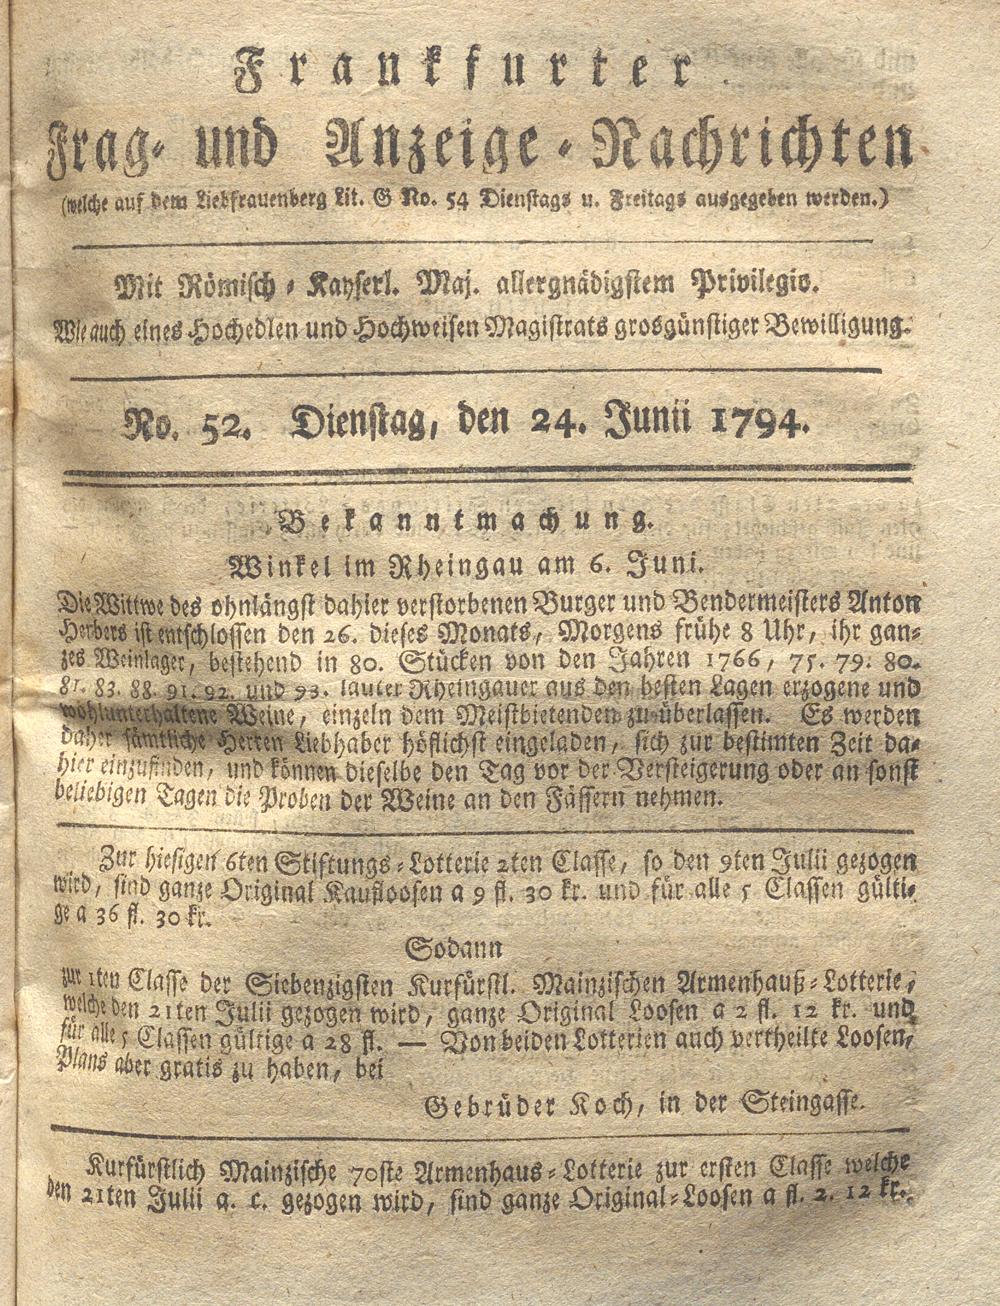 Frankfurter
Frag- und Anzeige-Nachrichten
(welche auf dem Liebfrauenberg Lit. G No. 54 Dienstags u. Freitags ausgegeben werden.)
Mit Römisch-Kayserl. Maj. allergnädigstem Privilegio.
Wie auch eines Hochedlen und Hochweisen Magistrats grosgünstiger Bewilligung.
No. 52. Dienstag, den 24. Junii 1794.
Bekanntmachung.
Winkel im Rheingau am 6. Juni.
Die Wittwe des ohnlängst dahier verstorbenen Burger und Bendermeisters Anton
Herbers ist entschlossen den 26. dieses Monats, Morgens frühe 8 Uhr, ihr gan-
zes Weinlager, bestehend in 80. Stücken von den Jahren 1766, 75. 79. 80.
81. 83. 88. 91. 92. und 93. lauter Rheingauer aus den besten Lagen erzogene und
wohlunterhaltene Weine, einzeln dem Meistbietenden zu überlassen. Es werden
daher sämtliche Herren Liebhaber höflichst eingeladen, sich zur bestimten Zeit da-
hier einzufinden, und können dieselbe den Tag vor der Versteigerung oder an sonst
beliebigen Tagen die Proben der Weine an den Fässern nehmen.
Zur hiesigen 6ten Stiftungs-Lotterie 2ten Classe, so den 9ten Julii gezogen
wird, sind ganze Original Kaufloosen a 9 fl. 30 kr. und für alle 5 Classen gülti-
ge a 36 fl. 30 kr.
Sodann
zur 1ten Classe der Siebenzigsten Kurfürstl. Mainzischen Armenhauß-Lotterie,
welche den 21ten Julii gezogen wird, ganze Original Loosen a 2 fl. 12 kr. und
für alle 5 Classen gültige a 28 fl. — Von beiden Lotterien auch vertheilte Loosen,
Plans aber gratis zu haben, bei
Gebrüder Koch, in der Steingasse.
Kurfürstlich Mainzische 70ste Armenhaus-Lotterie zur ersten Classe welche
den 21ten Julii a. c. gezogen wird, sind ganze Original-Loosen a fl. 2. 12 kr.